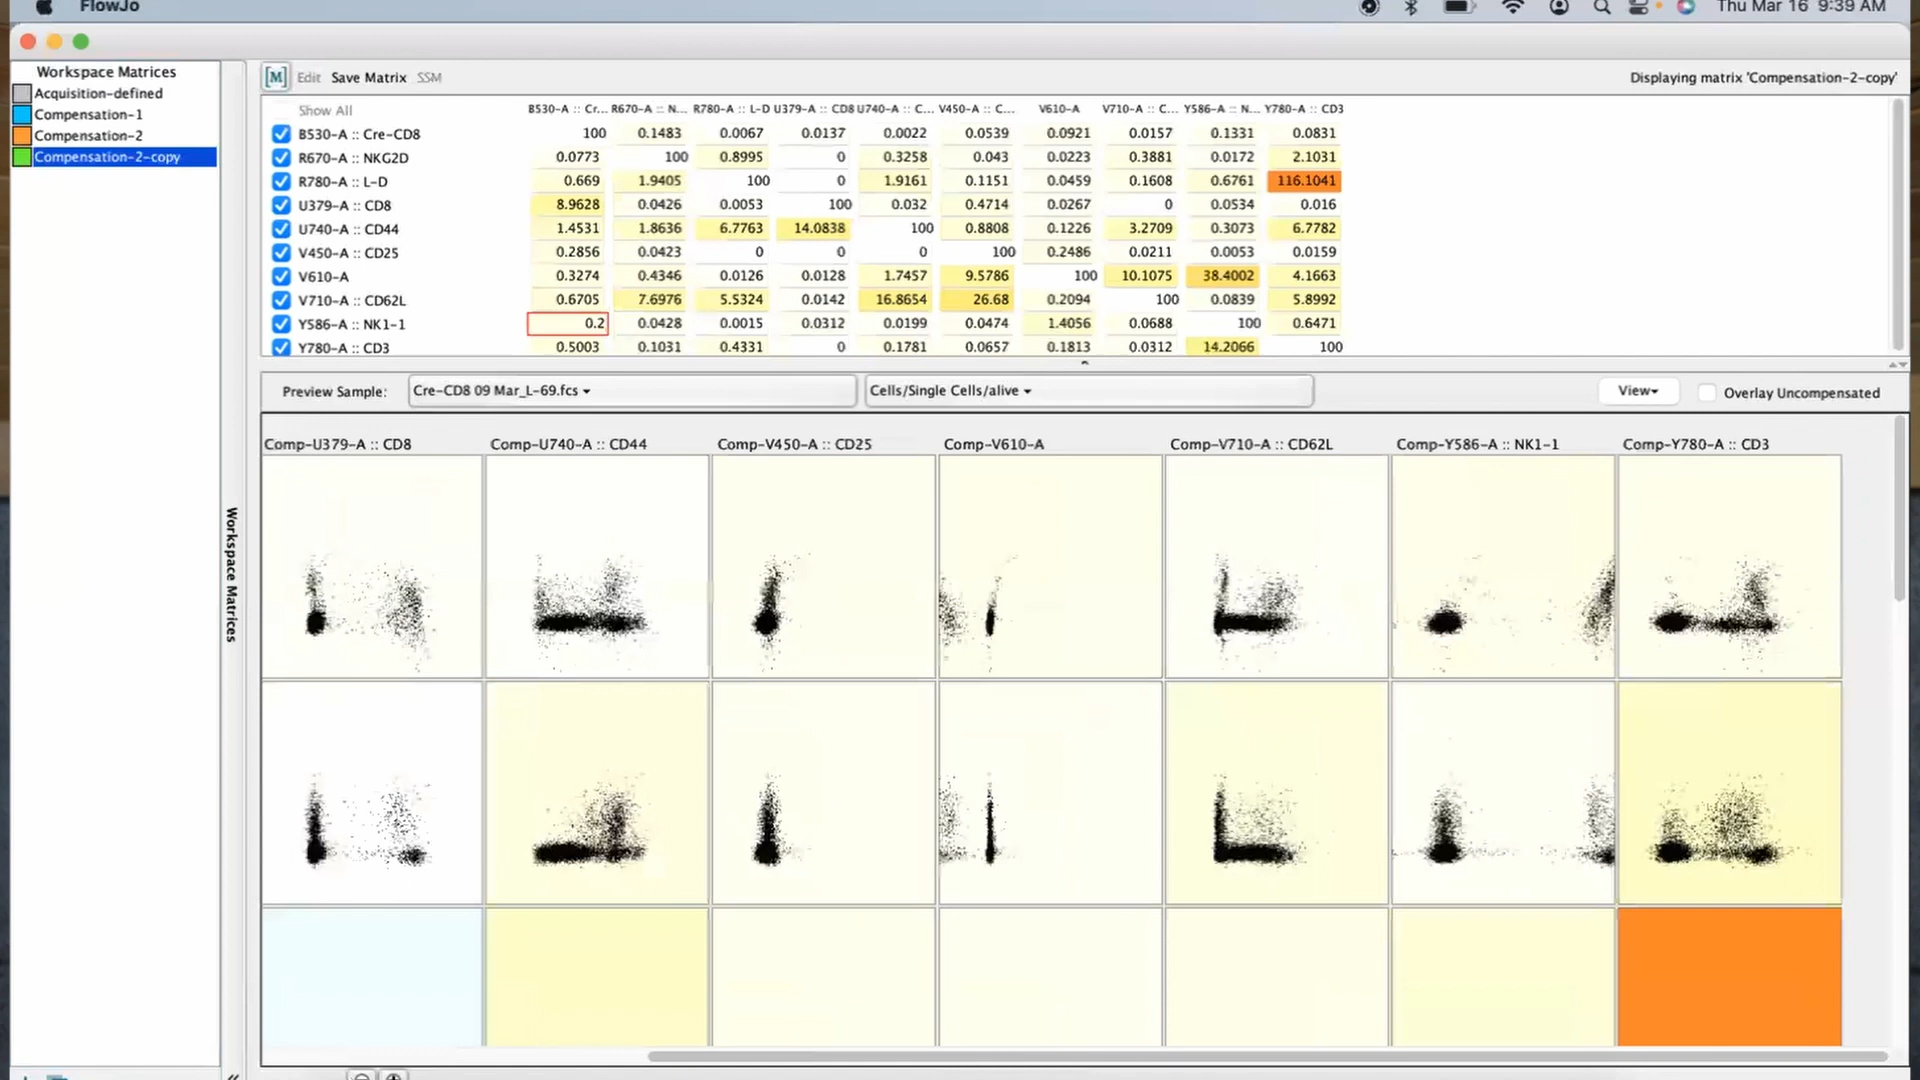 FlowJo Thu Mar 16 9:39 AM
Workspace Matrices
Acquisition-defined
Compensation-1
Compensation-2
Compensation-2-copy
Workspace Matrices
[M] Edit Save Matrix SSM Displaying matrix 'Compensation-2-copy'
Show All B530-A :: Cr... R670-A :: N... R780-A :: L-D U379-A :: CD8 U740-A :: C... V450-A :: C... V610-A V710-A :: C... Y586-A :: N... Y780-A :: CD3
B530-A :: Cre-CD8 100 0.1483 0.0067 0.0137 0.0022 0.0539 0.0921 0.0157 0.1331 0.0831
R670-A :: NKG2D 0.0773 100 0.8995 0 0.3258 0.043 0.0223 0.3881 0.0172 2.1031
R780-A :: L-D 0.669 1.9405 100 0 1.9161 0.1151 0.0459 0.1608 0.6761 116.1041
U379-A :: CD8 8.9628 0.0426 0.0053 100 0.032 0.4714 0.0267 0 0.0534 0.016
U740-A :: CD44 1.4531 1.8636 6.7763 14.0838 100 0.8808 0.1226 3.2709 0.3073 6.7782
V450-A :: CD25 0.2856 0.0423 0 0 0 100 0.2486 0.0211 0.0053 0.0159
V610-A 0.3274 0.4346 0.0126 0.0128 1.7457 9.5786 100 10.1075 38.4002 4.1663
V710-A :: CD62L 0.6705 7.6976 5.5324 0.0142 16.8654 26.68 0.2094 100 0.0839 5.8992
Y586-A :: NK1-1 0.2 0.0428 0.0015 0.0312 0.0199 0.0474 1.4056 0.0688 100 0.6471
Y780-A :: CD3 0.5003 0.1031 0.4331 0 0.1781 0.0657 0.1813 0.0312 14.2066 100
Preview Sample: Cre-CD8 09 Mar_L-69.fcs Cells/Single Cells/alive View Overlay Uncompensated
Comp-U379-A :: CD8 Comp-U740-A :: CD44 Comp-V450-A :: CD25 Comp-V610-A Comp-V710-A :: CD62L Comp-Y586-A :: NK1-1 Comp-Y780-A :: CD3